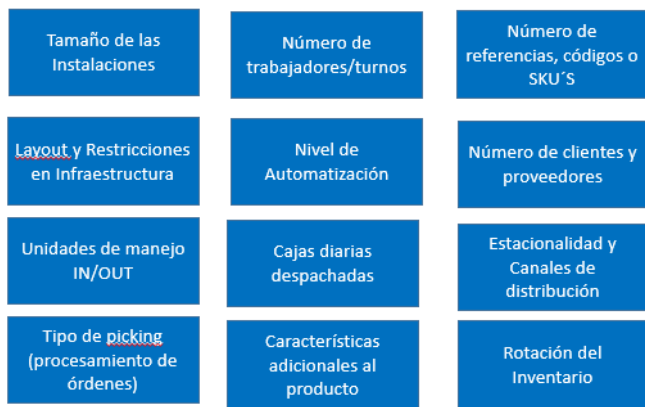 Tamaño de las
Instalaciones
Número de
trabajadores/turnos
Número de
referencias, códigos o
SKU´S
Layout y Restricciones
en Infraestructura
Nivel de
Automatización
Número de clientes y
proveedores
Unidades de manejo
IN/OUT
Cajas diarias
despachadas
Estacionalidad y
Canales de
distribución
Tipo de picking
(procesamiento de
órdenes)
Características
adicionales al
producto
Rotación del
Inventario